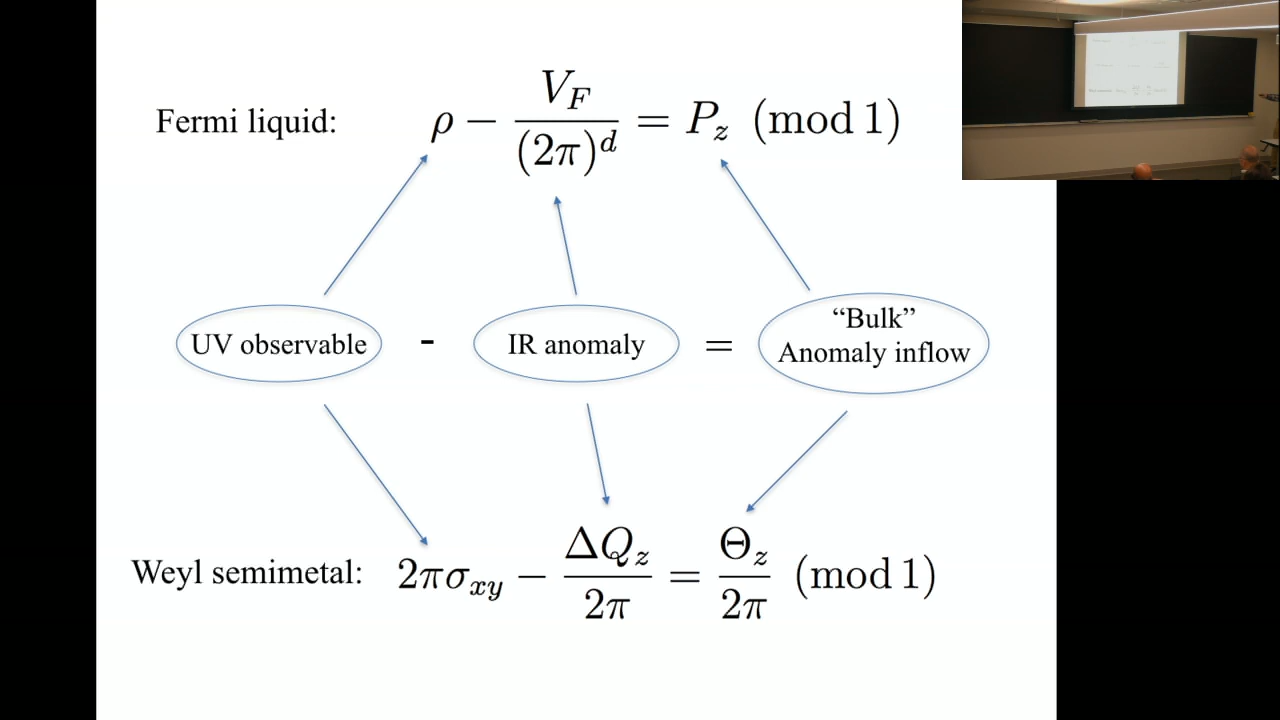 Fermi liquid: ρ − V_F / (2π)^d = P_z (mod 1)
UV observable - IR anomaly = “Bulk” Anomaly inflow
Weyl semimetal: 2πσ_xy − ΔQ_z / 2π = Θ_z / 2π (mod 1)